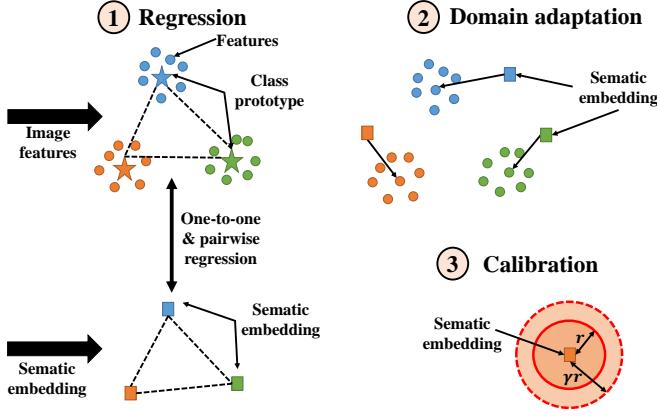 1 Regression
Features
Class
prototype
Image
features
One-to-one
& pairwise
regression
Sematic
embedding
Sematic
embedding
2 Domain adaptation
Sematic
embedding
3 Calibration
Sematic
embedding
r
γr